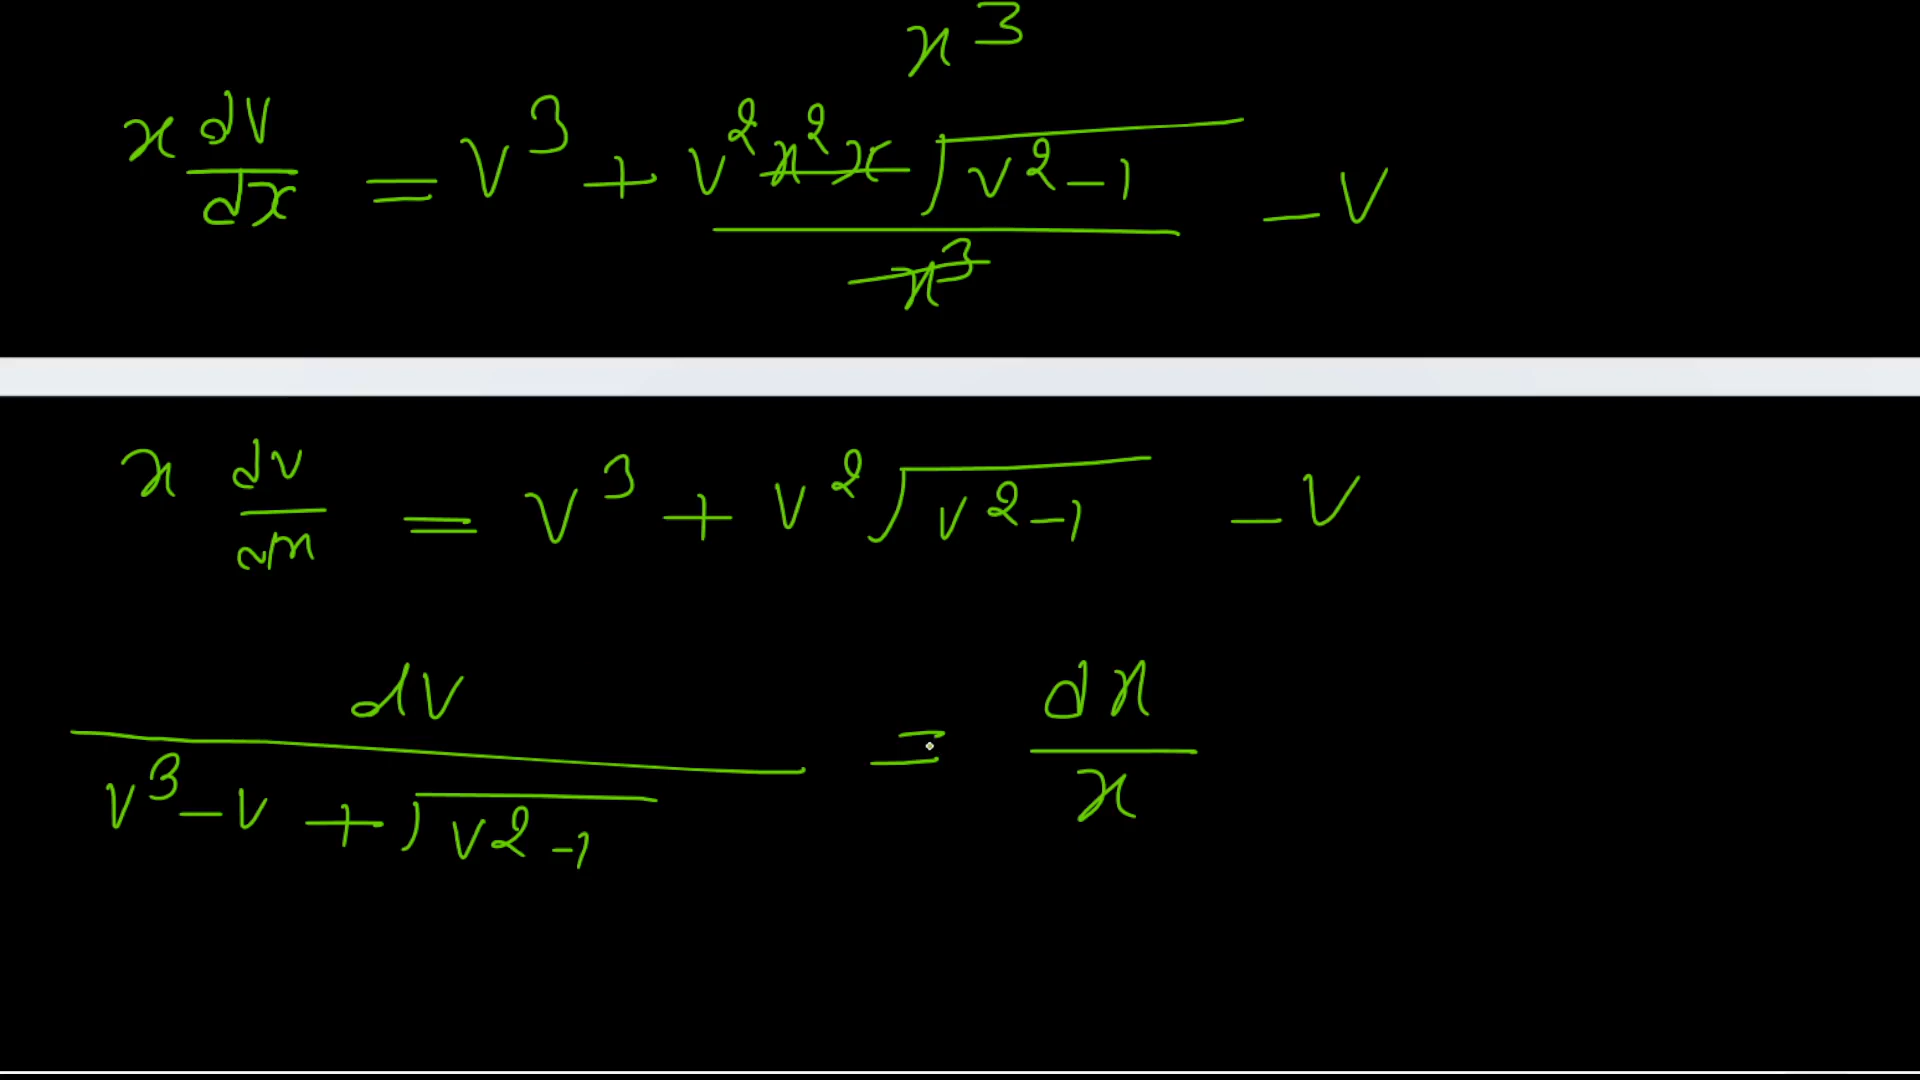 x³
x dv/dx = v³ + v²x²x√(v²-1)/x³ - v
x dv/dx = v³ + v²√(v²-1) - v
dv/(v³-v+√(v²-1)) = dx/x